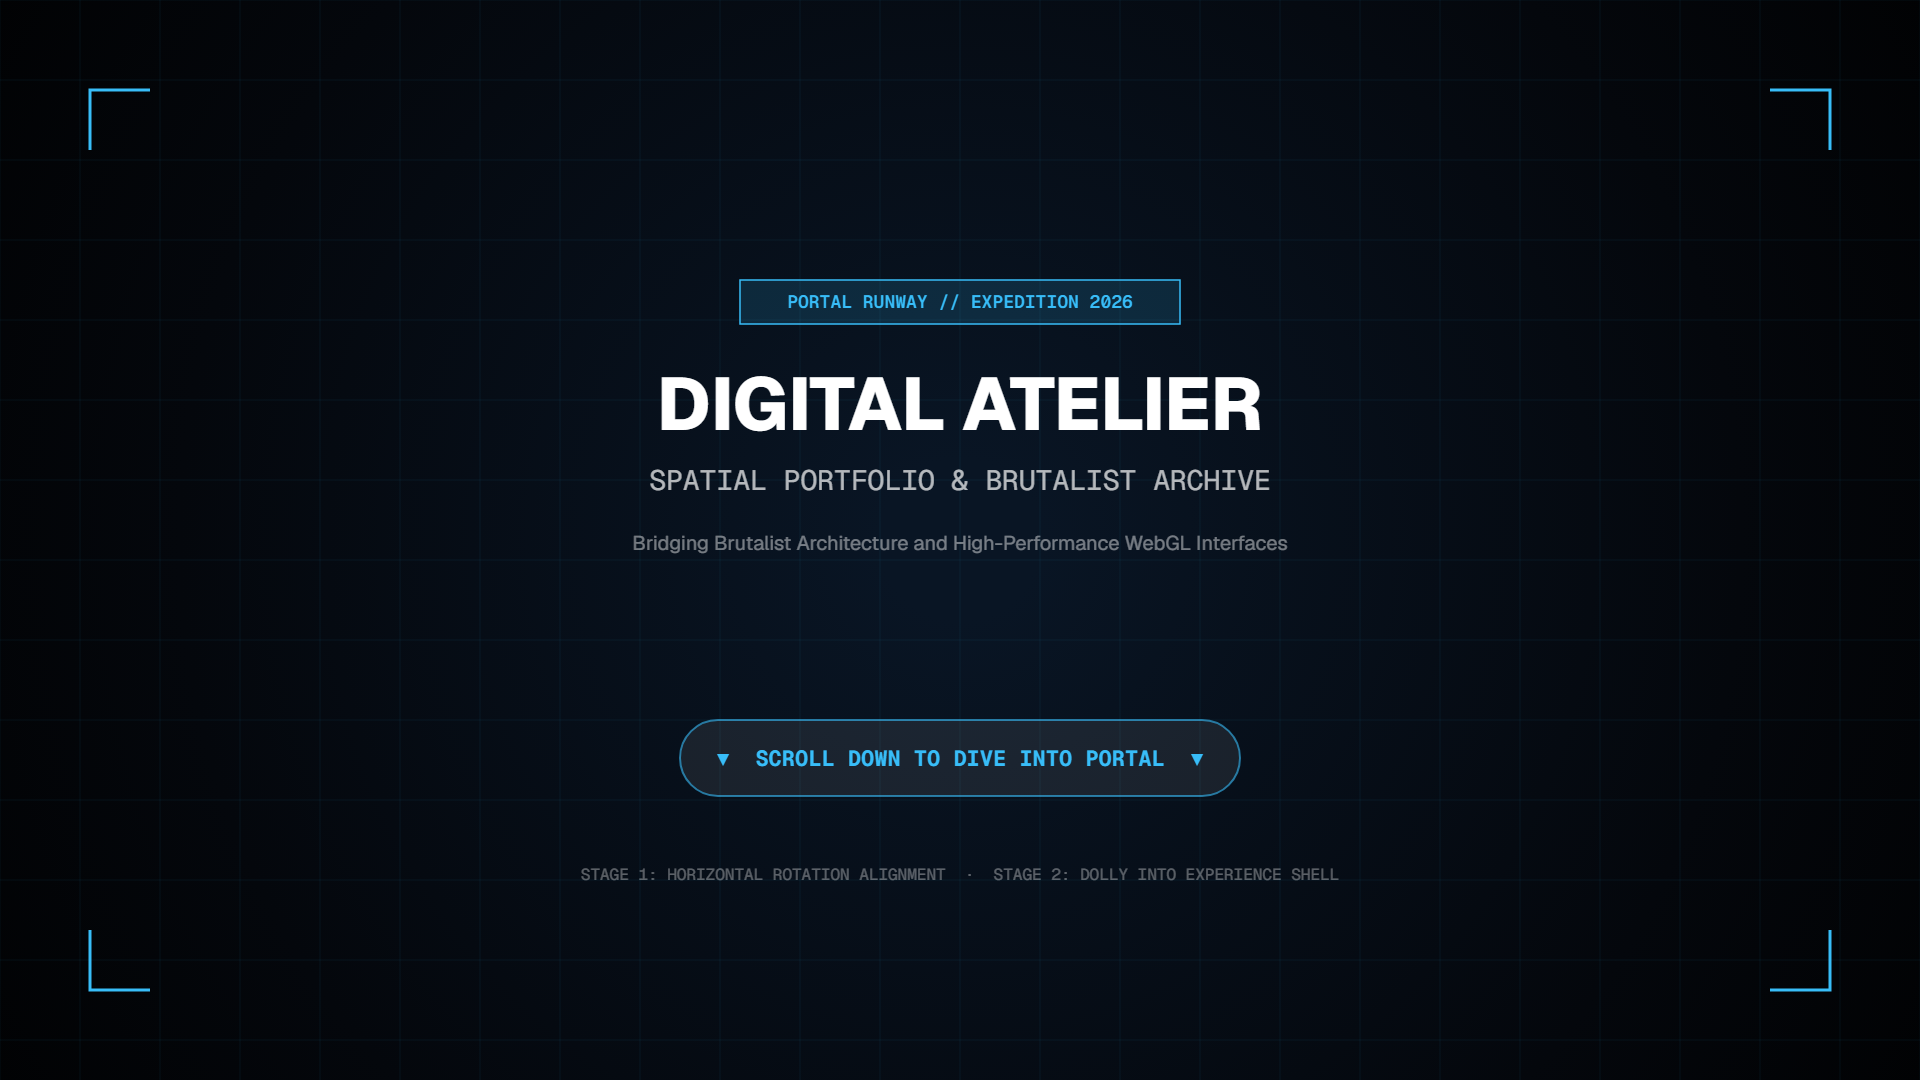 PORTAL RUNWAY // EXPEDITION 2026
DIGITAL ATELIER
SPATIAL PORTFOLIO & BRUTALIST ARCHIVE
Bridging Brutalist Architecture and High-Performance WebGL Interfaces
▼ SCROLL DOWN TO DIVE INTO PORTAL ▼
STAGE 1: HORIZONTAL ROTATION ALIGNMENT · STAGE 2: DOLLY INTO EXPERIENCE SHELL